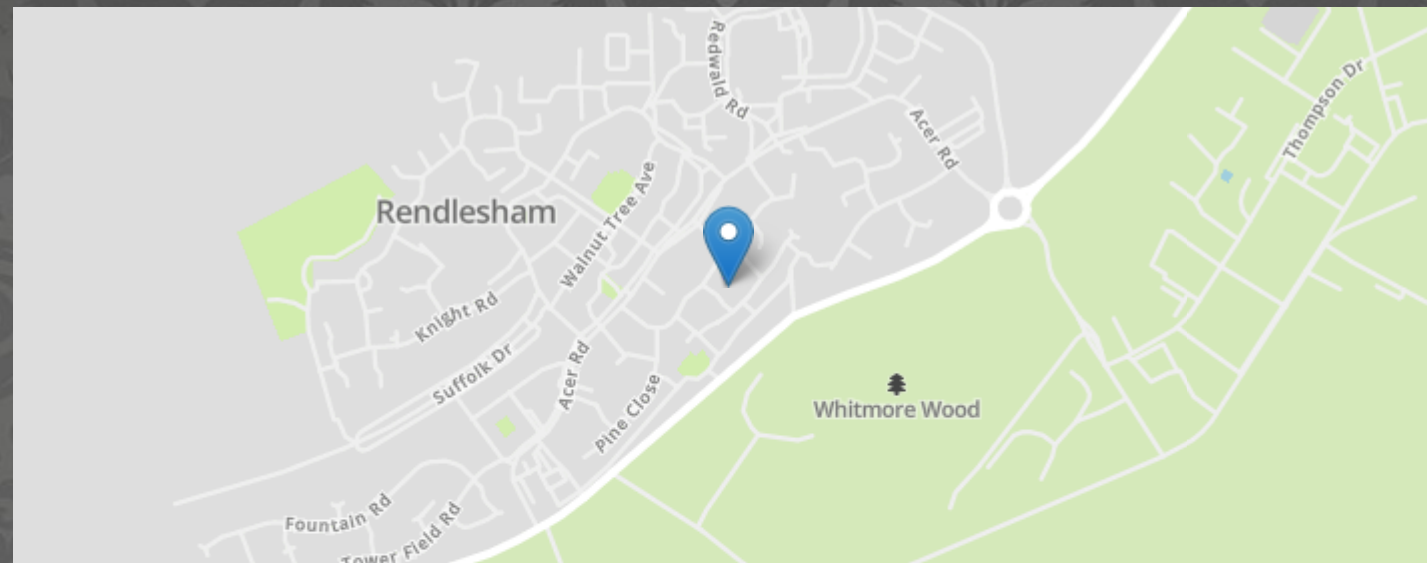 Redwald Rd
Thompson Dr
Acer Rd
Walnut Tree Ave
Rendlesham
Knight Rd
Suffolk Dr
Acer Rd
Pine Close
Whitmore Wood
Fountain Rd
Tower Field Rd